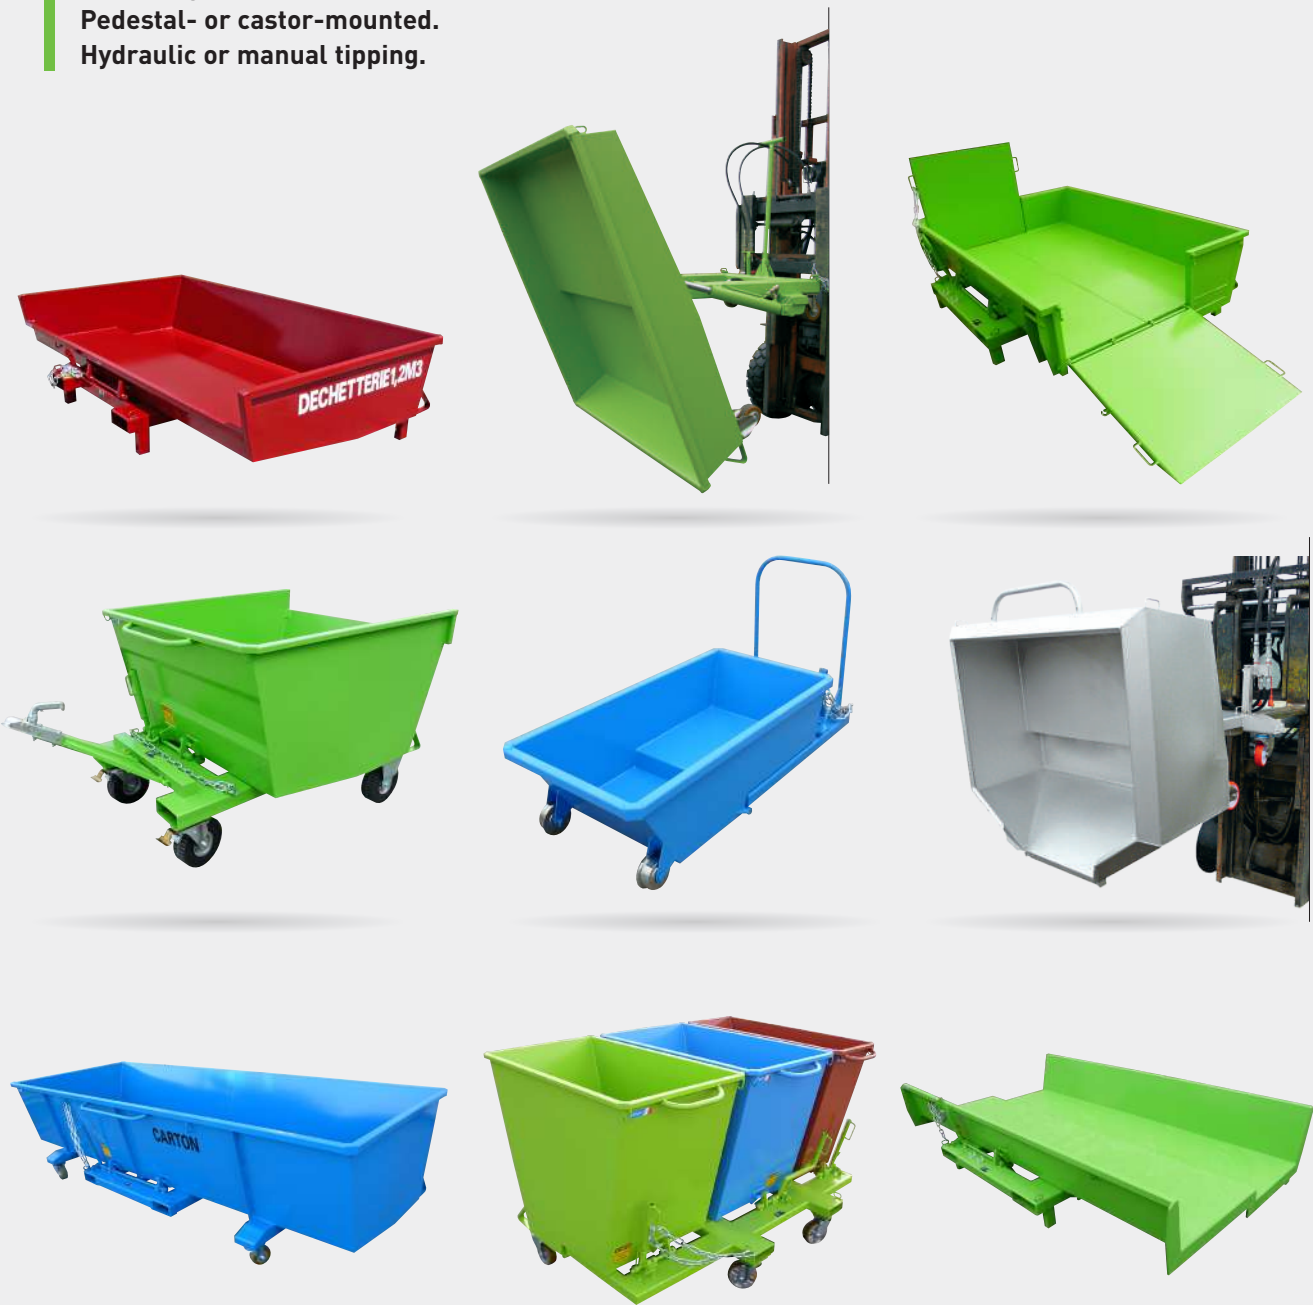 Pedestal- or castor-mounted.
Hydraulic or manual tipping.
DECHETTERIE 1,2M3
CARTON